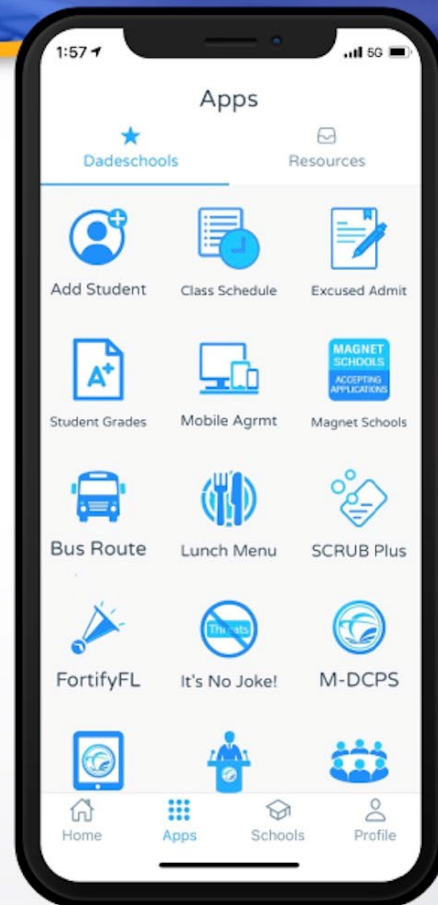 1:57
5G
Apps
Dadeschools
Resources
Add Student
Class Schedule
Excused Admit
A+
MAGNET
SCHOOLS
ACCEPTING
APPLICATIONS
Student Grades
Mobile Agrmt
Magnet Schools
Bus Route
Lunch Menu
SCRUB Plus
Threats
FortifyFL
It's No Joke!
M-DCPS
Home
Apps
Schools
Profile